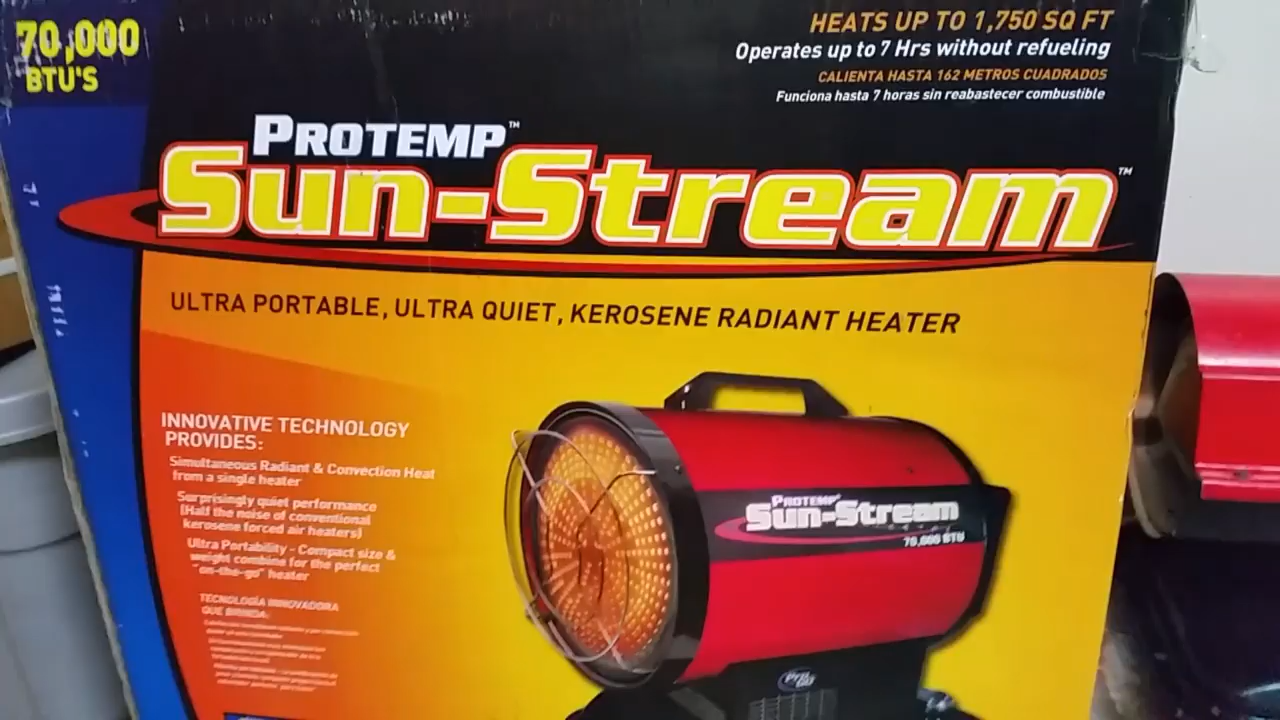 70,000
BTU'S
HEATS UP TO 1,750 SQ FT
Operates up to 7 Hrs without refueling
CALIENTA HASTA 162 METROS CUADRADOS
Funciona hasta 7 horas sin reabastecer combustible
PROTEMP™
Sun-Stream™
ULTRA PORTABLE, ULTRA QUIET, KEROSENE RADIANT HEATER
INNOVATIVE TECHNOLOGY
PROVIDES:
Simultaneous Radiant & Convection Heat
from a single heater
Surprisingly quiet performance
(Half the noise of conventional
kerosene forced air heaters)
Ultra Portability - Compact size &
weight combine for the perfect
"on-the-go" heater
TECNOLOGÍA INNOVADORA
QUE BRINDA:
PROTEMP
Sun-Stream
70,000 BTU